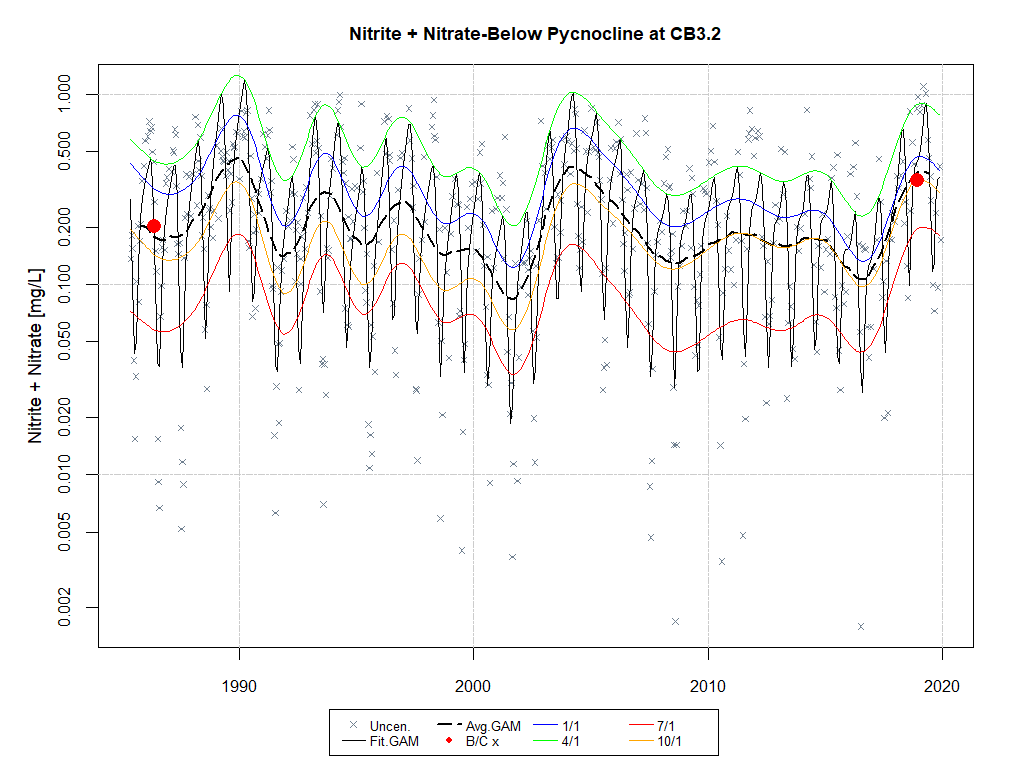 Nitrite + Nitrate-Below Pycnocline at CB3.2
Nitrite + Nitrate [mg/L]
1.000
0.500
0.200
0.100
0.050
0.020
0.010
0.005
0.002
1990 2000 2010 2020
Uncen. Avg.GAM 1/1 7/1
Fit.GAM B/C x 4/1 10/1